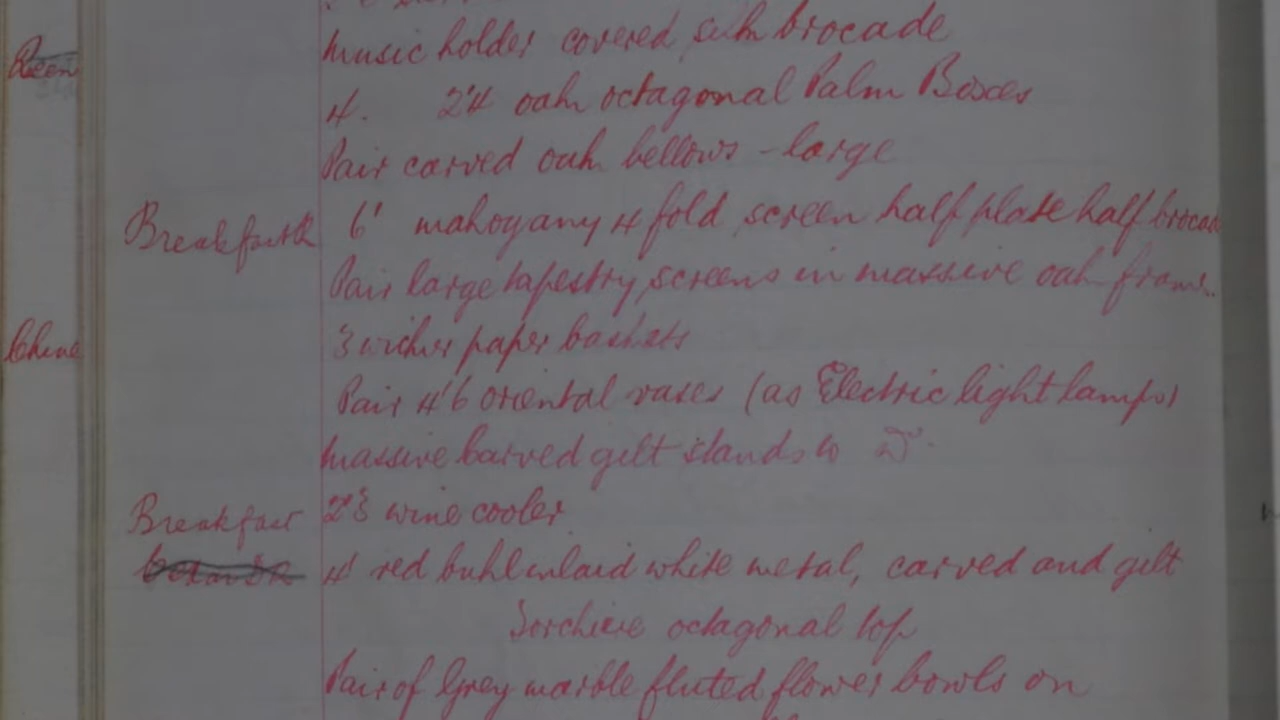 music holder covered silk brocade
4. 2'4 oak octagonal Palm Boxes
Pair carved oak bellows - large
Breakfast 6' mahogany 4 fold screen half plate half brocad
Pair large tapestry screens in massive oak frames
China 3 wicker paper baskets
Pair 4'6 oriental vases (as Electric light lamps)
massive carved gilt stands to Do.
Breakfast 2'3 wine cooler
4' red buhl inlaid white metal, carved and gilt
Torchiere octagonal top
Pair of Grey marble fluted flower bowls on